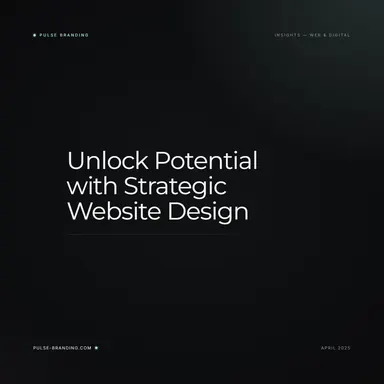 PULSE BRANDING
INSIGHTS — WEB & DIGITAL
Unlock Potential
with Strategic
Website Design
PULSE-BRANDING.COM
APRIL 2025